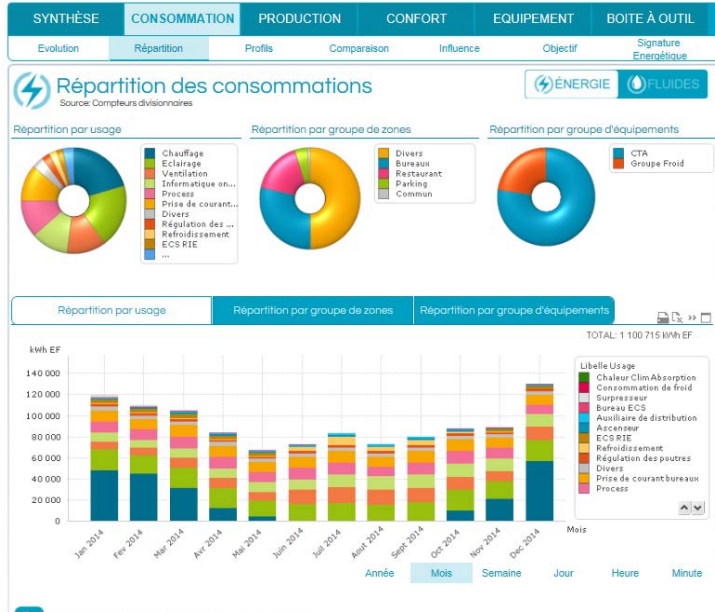 SYNTHÈSE CONSOMMATION PRODUCTION CONFORT EQUIPEMENT BOITE À OUTIL
Evolution Répartition Profils Comparaison Influence Objectif Signature Energétique
Répartition des consommations
Source: Compteurs divisionnaires
ÉNERGIE FLUIDES
Répartition par usage
Chauffage
Eclairage
Ventilation
Informatique on...
Process
Prise de courant...
Divers
Régulation des ...
Refroidissement
ECS RIE
...
Répartition par groupe de zones
Divers
Bureaux
Restaurant
Parking
Commun
Répartition par groupe d'équipements
CTA
Groupe Froid
Répartition par usage Répartition par groupe de zones Répartition par groupe d'équipements
TOTAL: 1 100 715 kWh EF
kWh EF
140 000
120 000
100 000
80 000
60 000
40 000
20 000
0
Jan 2014 Fev 2014 Mar 2014 Avr 2014 Mai 2014 Juin 2014 Juil 2014 Aout 2014 Sept 2014 Oct 2014 Nov 2014 Dec 2014
Mois
Libelle Usage
Chaleur Clim Absorption
Consommation de froid
Surpresseur
Bureau ECS
Auxiliaire de distribution
Ascenseur
ECS RIE
Refroidissement
Régulation des poutres
Divers
Prise de courant bureaux
Process
Année Mois Semaine Jour Heure Minute